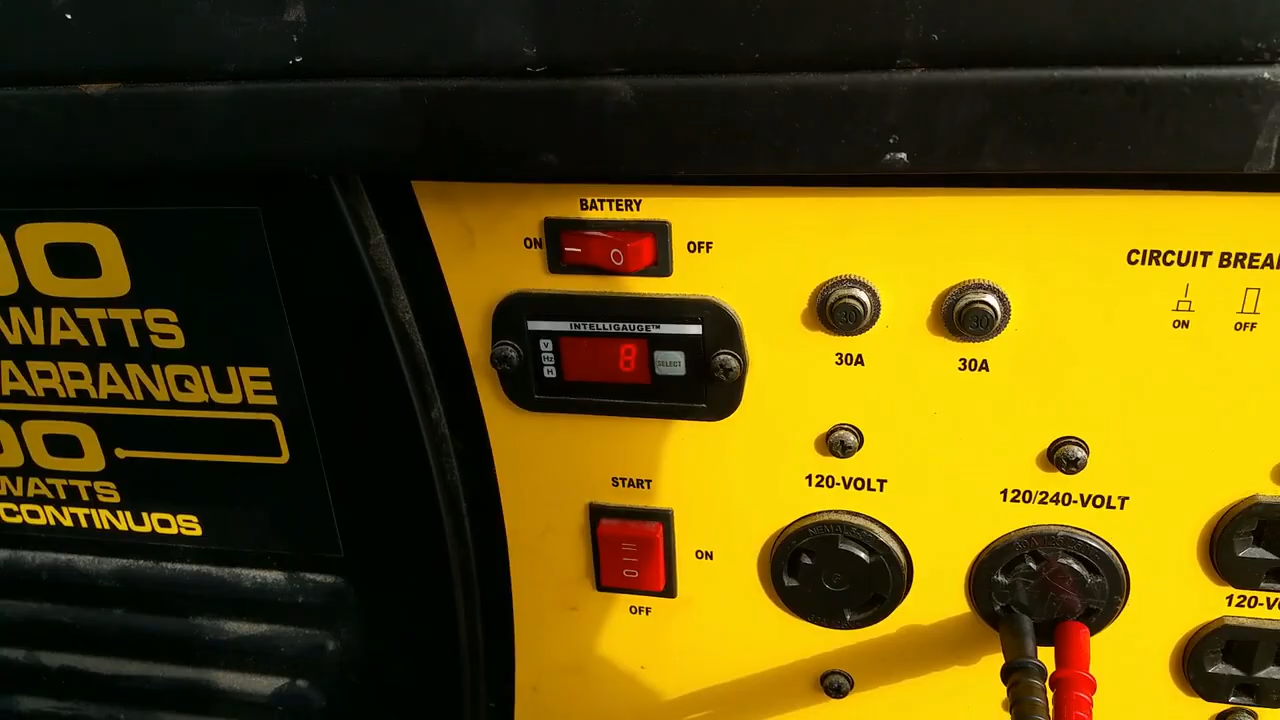 00
WATTS
ARRANQUE
00
WATTS
CONTINUOS
BATTERY
ON
OFF
INTELLIGAUGE™
V
Hz
H
8
SELECT
START
ON
OFF
30
30
30A
30A
CIRCUIT BREA
ON
OFF
120-VOLT
120/240-VOLT
120-VO